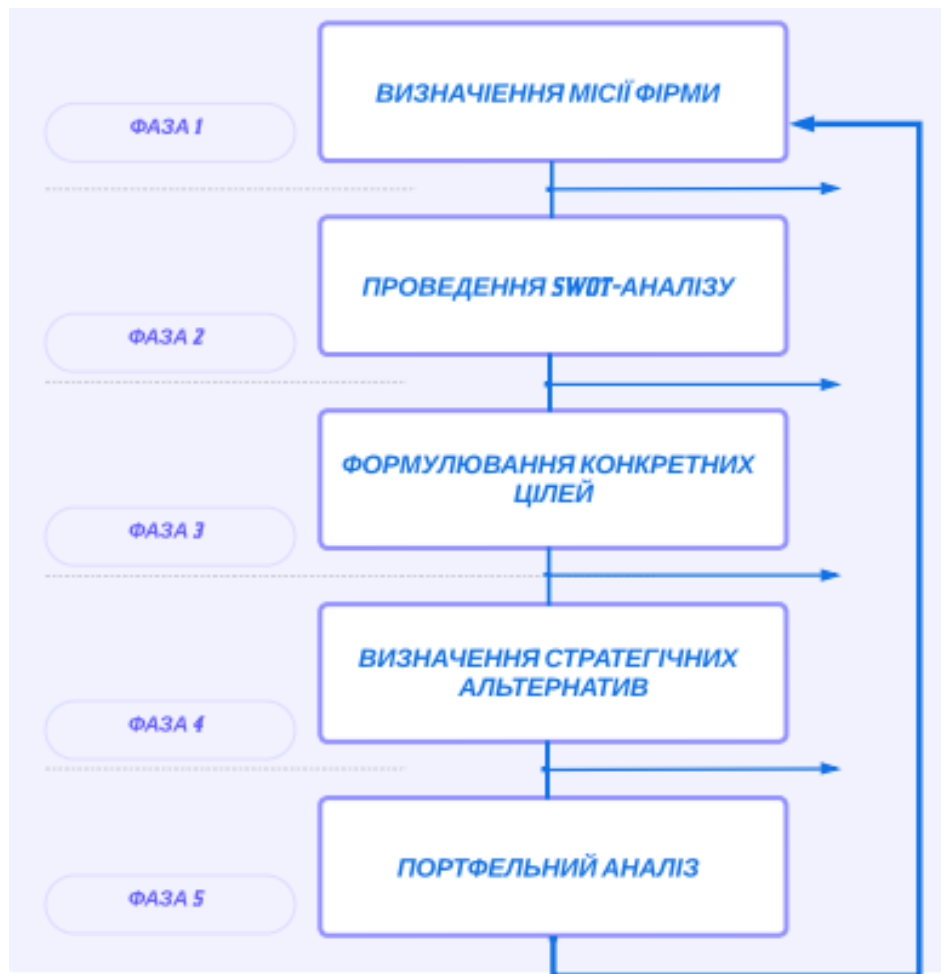 ВИЗНАЧІЕННЯ МІСІЇ ФІРМИ
ФАЗА 1
ПРОВЕДЕННЯ SWOT-АНАЛІЗУ
ФАЗА 2
ФОРМУЛЮВАННЯ КОНКРЕТНИХ
ЦІЛЕЙ
ФАЗА 3
ВИЗНАЧЕННЯ СТРАТЕГІЧНИХ
АЛЬТЕРНАТИВ
ФАЗА 4
ПОРТФЕЛЬНИЙ АНАЛІЗ
ФАЗА 5